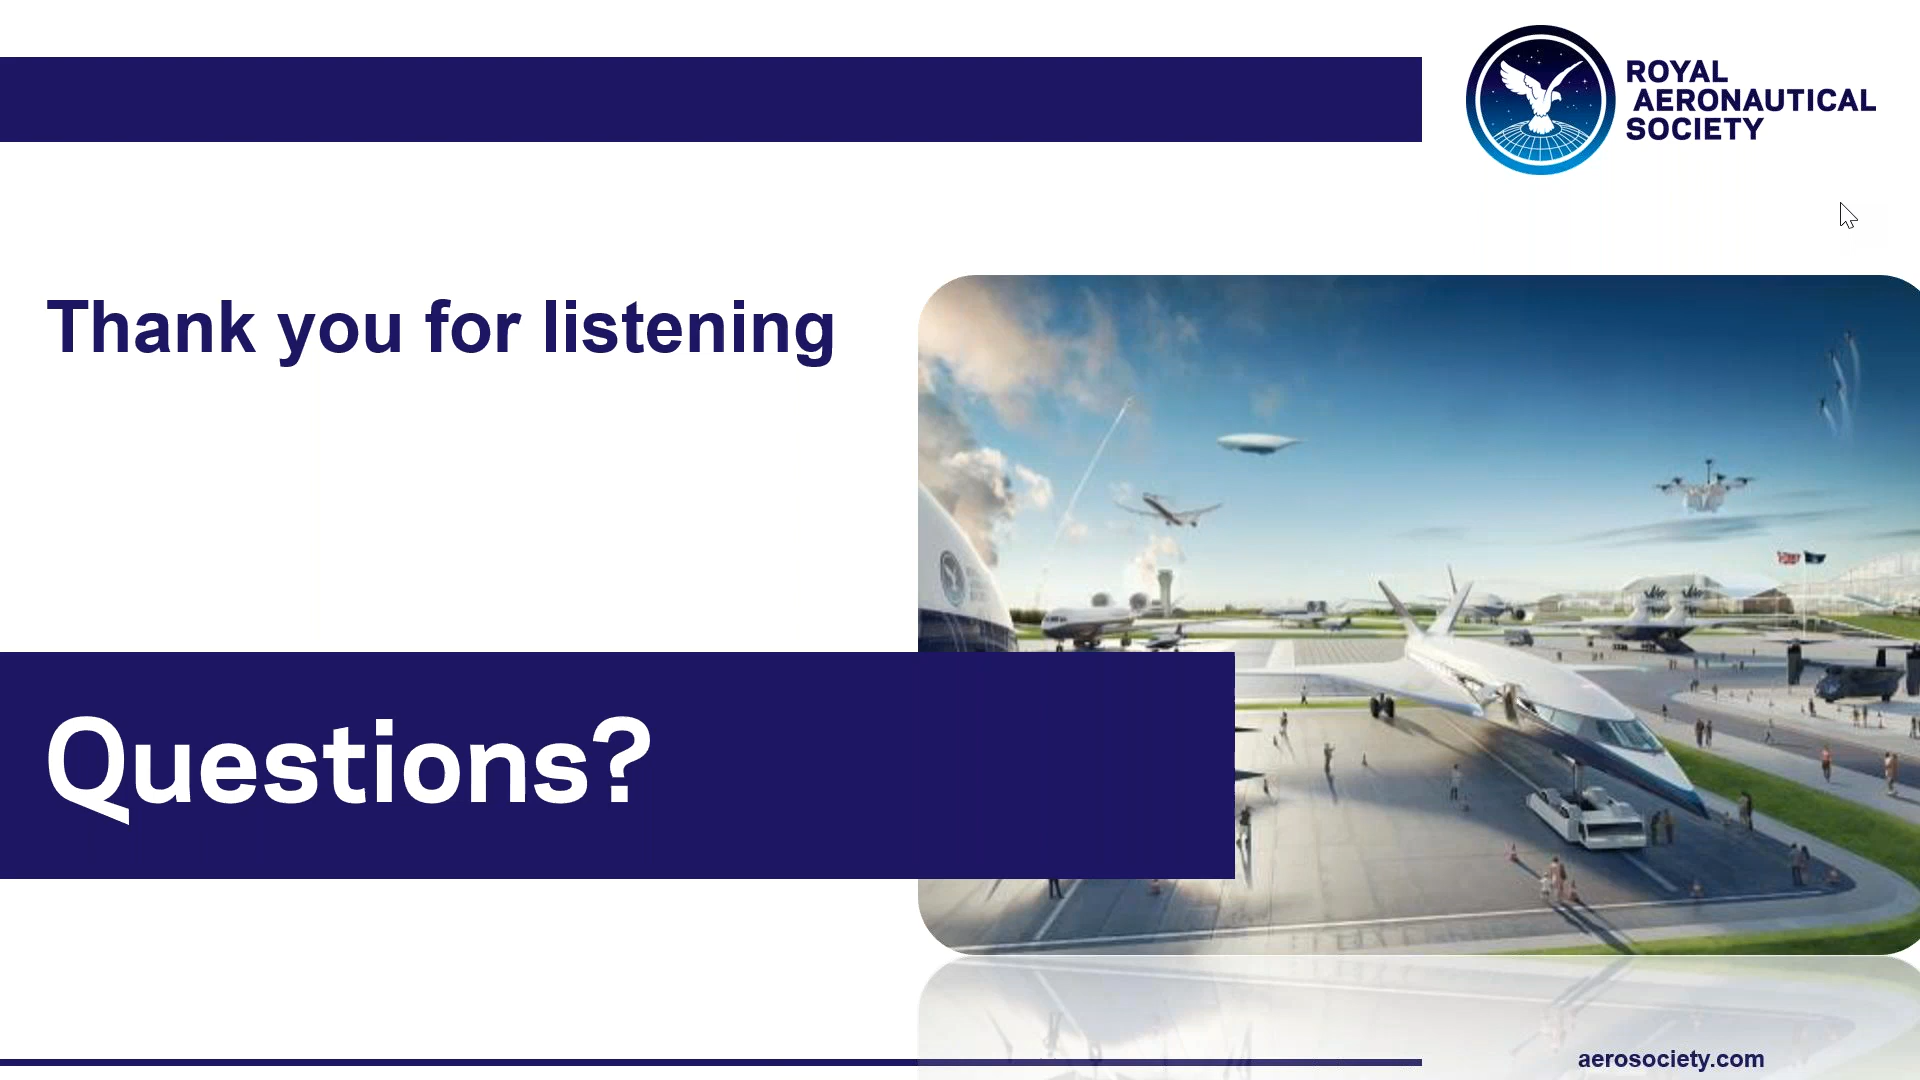 ROYAL
AERONAUTICAL
SOCIETY
Thank you for listening
Questions?
aerosociety.com